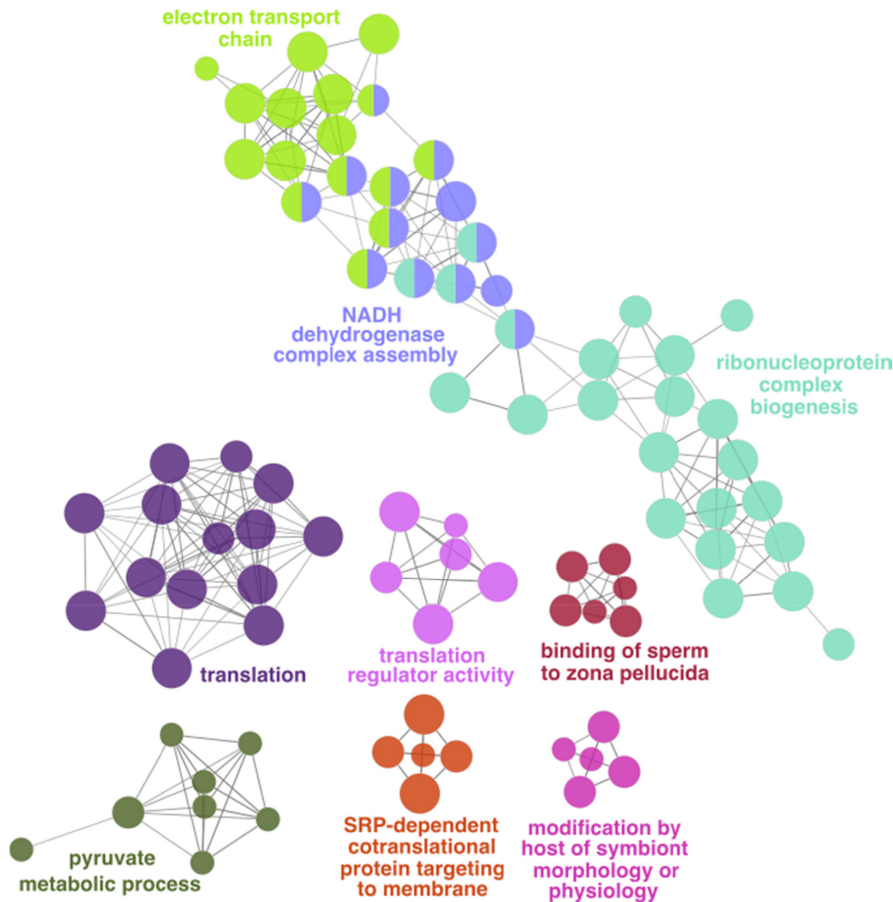 electron transport
chain
NADH
dehydrogenase
complex assembly
ribonucleoprotein
complex
biogenesis
translation
translation
regulator activity
binding of sperm
to zona pellucida
pyruvate
metabolic process
SRP-dependent
cotranslational
protein targeting
to membrane
modification by
host of symbiont
morphology or
physiology